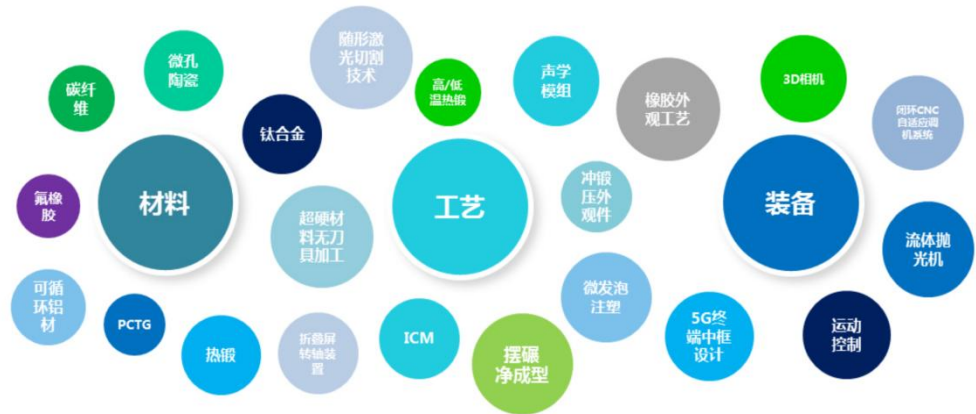 碳纤
维
微孔
陶瓷
随形激
光切割
技术
钛合金
高/低
温热锻
声学
模组
橡胶外
观工艺
3D相机
闭环CNC
自适应调
机系统
氟橡
胶
材料
超硬材
料无刀
具加工
工艺
冲锻
压外
观件
装备
流体抛
光机
可循
环铝
材
PCTG
热锻
折叠屏
转轴装
置
ICM
摆碾
净成型
微发泡
注塑
5G终
端中框
设计
运动
控制